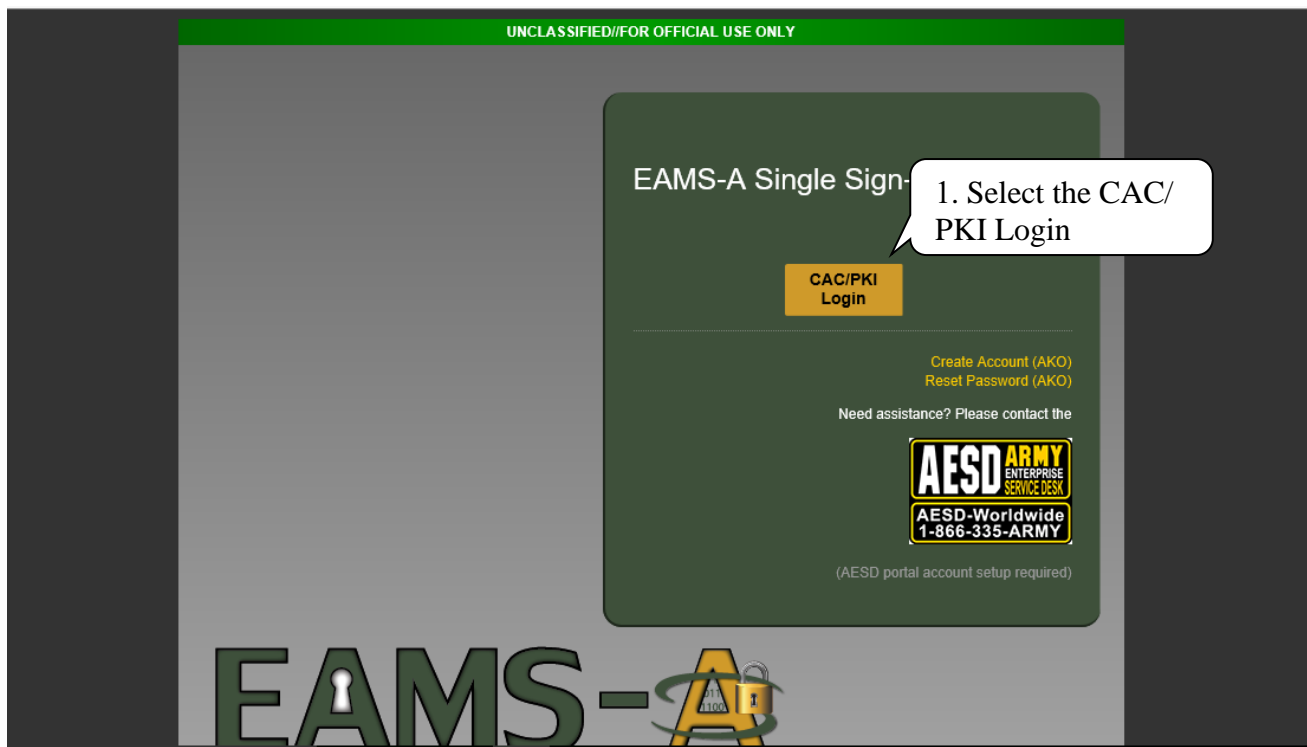 UNCLASSIFIED//FOR OFFICIAL USE ONLY
EAMS-A Single Sign-
1. Select the CAC/
PKI Login
CAC/PKI
Login
Create Account (AKO)
Reset Password (AKO)
Need assistance? Please contact the
AESD ARMY
ENTERPRISE
SERVICE DESK
AESD-Worldwide
1-866-335-ARMY
(AESD portal account setup required)
EAMS-A
011
1100